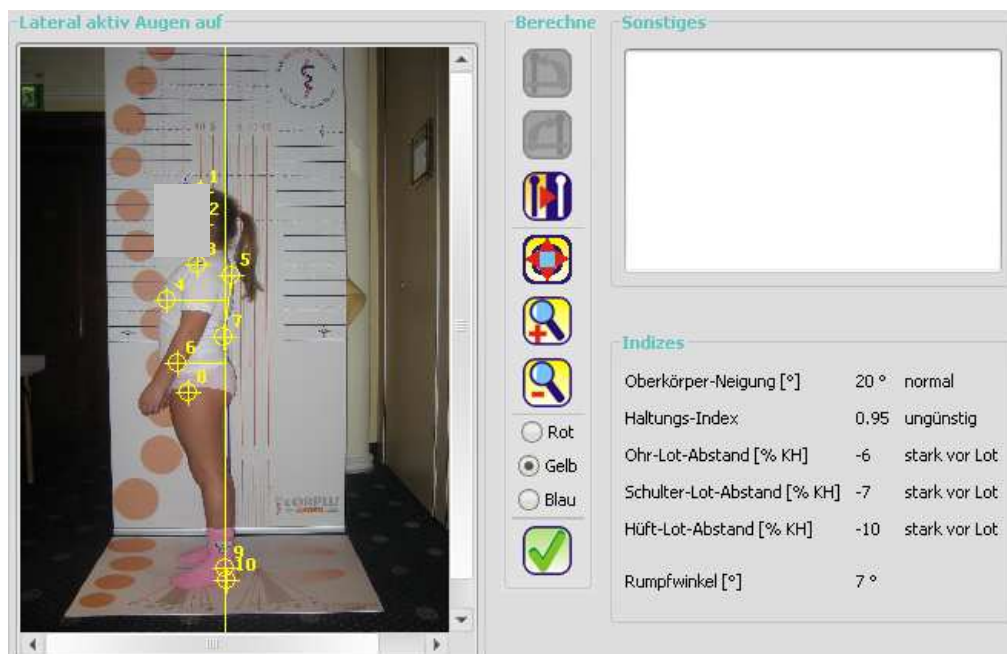 Lateral aktiv Augen auf
Berechne
Sonstiges
1
2
3
5
4
7
6
8
9
10
Rot
Gelb
Blau
Indizes
Oberkörper-Neigung [°] 20 ° normal
Haltungs-Index 0.95 ungünstig
Ohr-Lot-Abstand [% KH] -6 stark vor Lot
Schulter-Lot-Abstand [% KH] -7 stark vor Lot
Hüft-Lot-Abstand [% KH] -10 stark vor Lot
Rumpfwinkel [°] 7 °